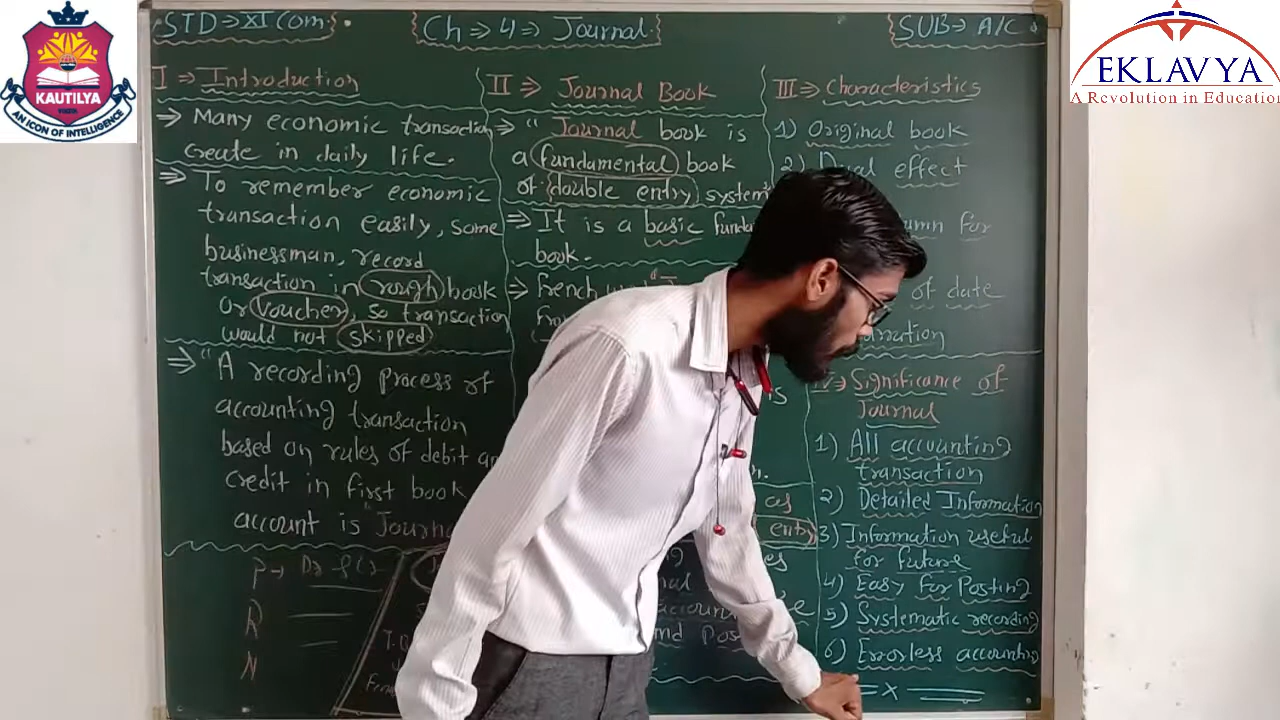 KAUTILYA
AN ICON OF INTELLIGENCE
EKLAVYA
A Revolution in Education
STD ⇒ XI Com
Ch ⇒ 4 ⇒ Journal
SUB ⇒ A/C
I ⇒ Introduction
⇒ Many economic transaction
create in daily life.
⇒ To remember economic
transaction easily, some
businessman, record
transaction in rough book
or voucher, so transaction
would not skipped
⇒ " A recording process of
accounting transaction
based on rules of debit
credit in first book
account is
P → Dr
R
N
II ⇒ Journal Book
⇒ " Journal book is
a fundamental book
of double entry system"
⇒ It is a basic
book.
⇒ French
is
as
entry
III ⇒ Characteristics
1) Original book
2) Dual effect
for
of date
IV ⇒ Significance of
Journal
1) All accounting
transaction
2) Detailed Information
3) Information useful
for future
4) Easy for Posting
5) Systematic recording
6) Errorless accounting
= x =